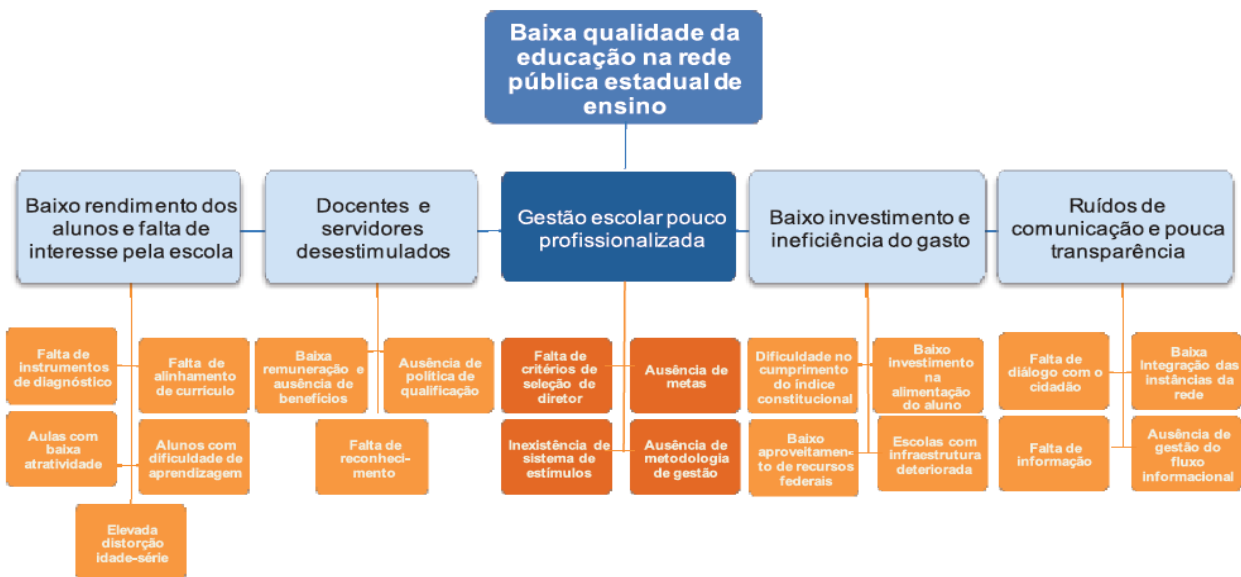 Baixa qualidade da
educação na rede
pública estadual de
ensino
Baixo rendimento dos
alunos e falta de
interesse pela escola
Docentes e
servidores
desestimulados
Gestão escolar pouco
profissionalizada
Baixo investimento e
ineficiência do gasto
Ruídos de
comunicação e pouca
transparência
Falta de
instrumentos de
diagnóstico
Falta de
alinhamento de
currículo
Aulas com
baixa
atratividade
Alunos com
dificuldade de
aprendizagem
Elevada
distorção
idade-série
Baixa
remuneração e
ausência de
benefícios
Ausência de
política de
qualificação
Falta de
reconheci-
mento
Falta de
critérios de
seleção de
diretor
Ausência de
metas
Inexistência de
sistema de
estímulos
Ausência de
metodologia de
gestão
Dificuldade no
cumprimento
do índice
constitucional
Baixo
investimento
na
alimentação
do aluno
Baixo
aproveitamen-
to de recursos
federais
Escolas com
infraestrutura
deteriorada
Falta de
diálogo com o
cidadão
Baixa
Integração das
instâncias da
rede
Falta de
informação
Ausência de
gestão do
fluxo
informacional